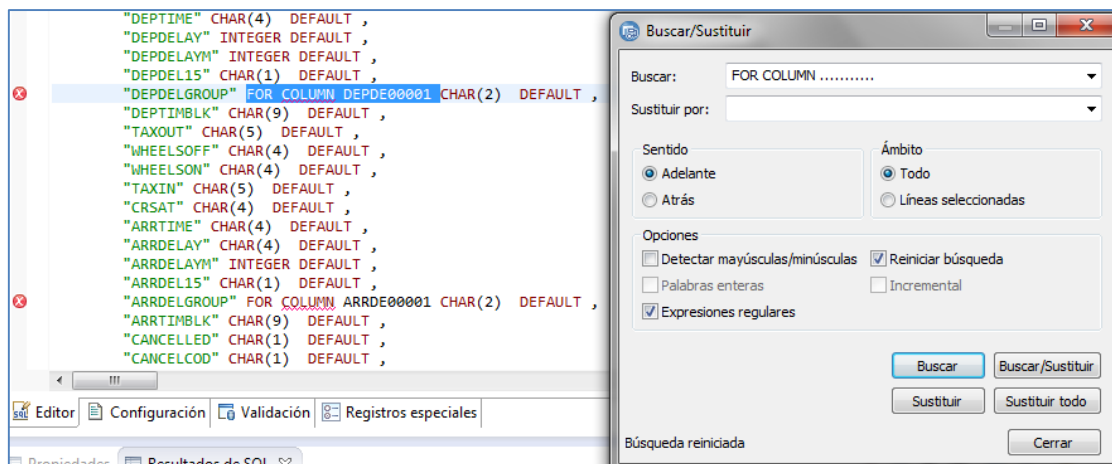 "DEPTIME" CHAR(4)  DEFAULT ,
"DEPDELAY" INTEGER DEFAULT ,
"DEPDELAYM" INTEGER DEFAULT ,
"DEPDEL15" CHAR(1)  DEFAULT ,
"DEPDELGROUP" FOR COLUMN DEPDE00001 CHAR(2)  DEFAULT ,
"DEPTIMBLK" CHAR(9)  DEFAULT ,
"TAXOUT" CHAR(5)  DEFAULT ,
"WHEELSOFF" CHAR(4)  DEFAULT ,
"WHEELSON" CHAR(4)  DEFAULT ,
"TAXIN" CHAR(5)  DEFAULT ,
"CRSAT" CHAR(4)  DEFAULT ,
"ARRTIME" CHAR(4)  DEFAULT ,
"ARRDELAY" CHAR(4)  DEFAULT ,
"ARRDELAYM" INTEGER DEFAULT ,
"ARRDEL15" CHAR(1)  DEFAULT ,
"ARRDELGROUP" FOR COLUMN ARRDE00001 CHAR(2)  DEFAULT ,
"ARRTIMBLK" CHAR(9)  DEFAULT ,
"CANCELLED" CHAR(1)  DEFAULT ,
"CANCELCOD" CHAR(1)  DEFAULT ,
Editor Configuración Validación Registros especiales
Propiedades Resultados de SQL
Buscar/Sustituir
Buscar: FOR COLUMN ..........
Sustituir por:
Sentido
Adelante
Atrás
Ámbito
Todo
Líneas seleccionadas
Opciones
Detectar mayúsculas/minúsculas Reiniciar búsqueda
Palabras enteras Incremental
Expresiones regulares
Buscar Buscar/Sustituir
Sustituir Sustituir todo
Búsqueda reiniciada Cerrar